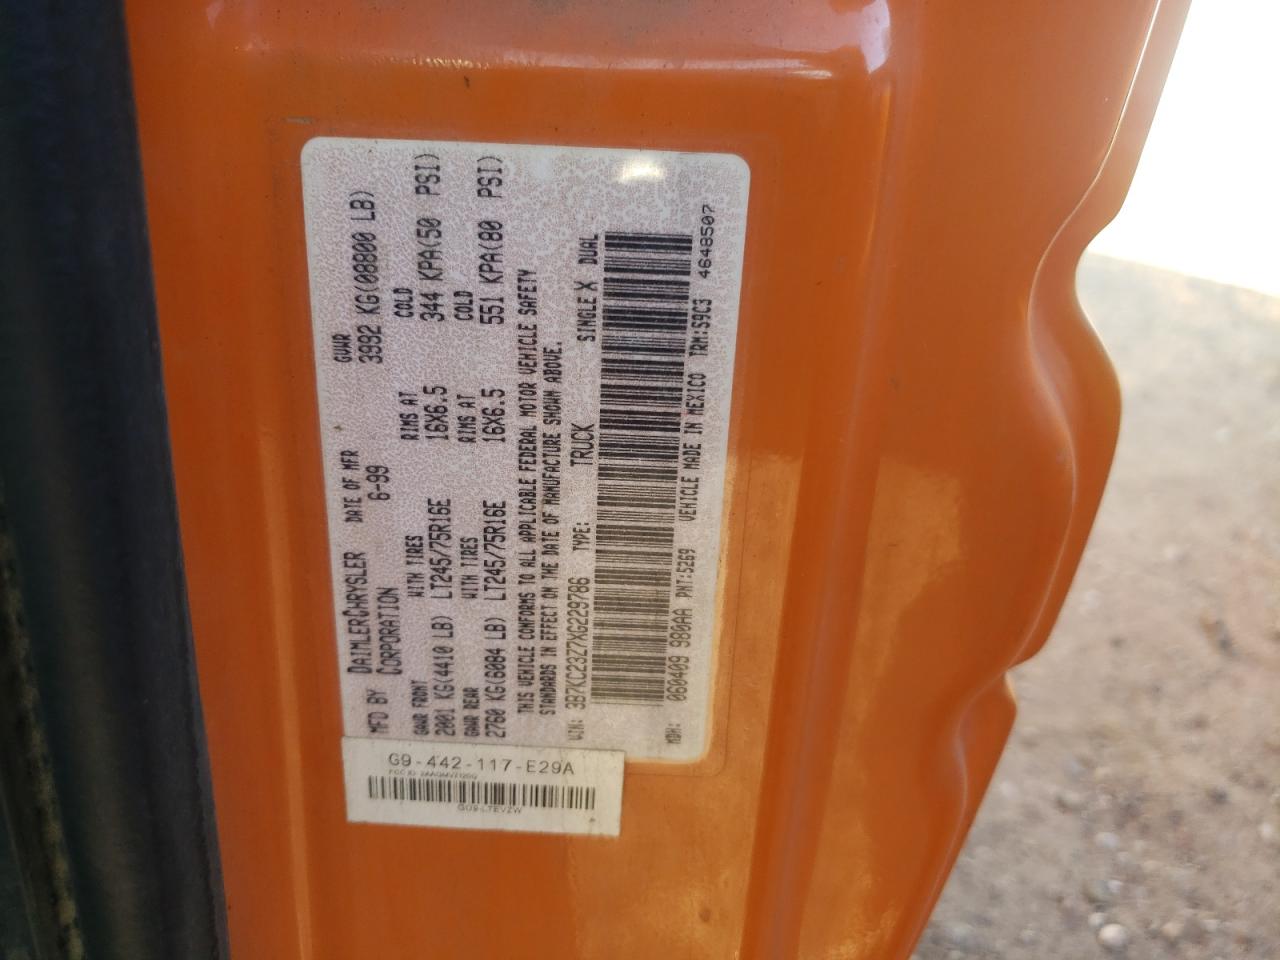 MFD BY DAIMLERCHRYSLER CORPORATION DATE OF MFR 6-99 GVWR 3992 KG(08800 LB)
GAWR FRONT WITH TIRES RIMS AT COLD
2001 KG(4410 LB) LT245/75R16E 16X6.5 344 KPA(50 PSI)
GAWR REAR WITH TIRES RIMS AT COLD
2760 KG(6084 LB) LT245/75R16E 16X6.5 551 KPA(80 PSI)
THIS VEHICLE CONFORMS TO ALL APPLICABLE FEDERAL MOTOR VEHICLE SAFETY
STANDARDS IN EFFECT ON THE DATE OF MANUFACTURE SHOWN ABOVE.
VIN: 3B7KC23Z7XG229786 TYPE: TRUCK SINGLE X DUAL
MDH: 060409 980AA PNT:5269 VEHICLE MADE IN MEXICO TRM:S9C3 4648507
G9-442-117-E29A
FCC ID: